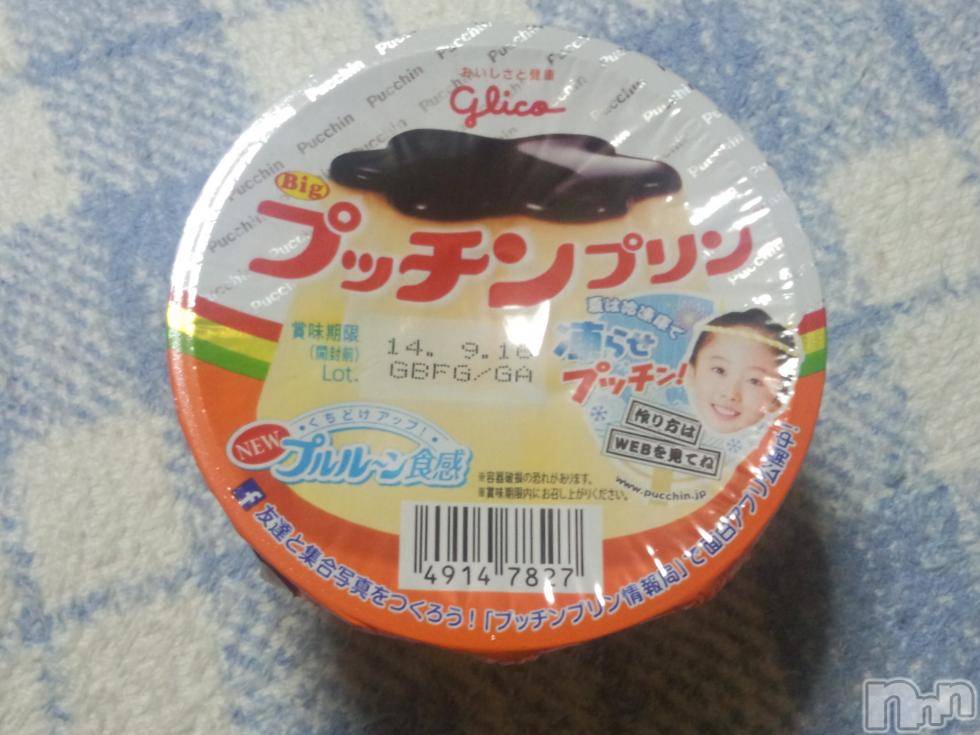 おいしさと健康
Glico
Pucchin
Big
プッチンプリン
賞味期限
(開封前)
Lot.
14. 9.16
GBFG/GA
夏は冷凍庫で
凍らせ
プッチン!
作り方は
WEBを見てね
www.pucchin.jp
くちどけアップ!
NEW
プルル〜ン食感
※容器破損の恐れがあります。
※賞味期限内にお召し上がりください。
4914 7827
f 友達と集合写真をつくろう!「プッチンプリン情報局」で面白アプリ公開中!
nnn